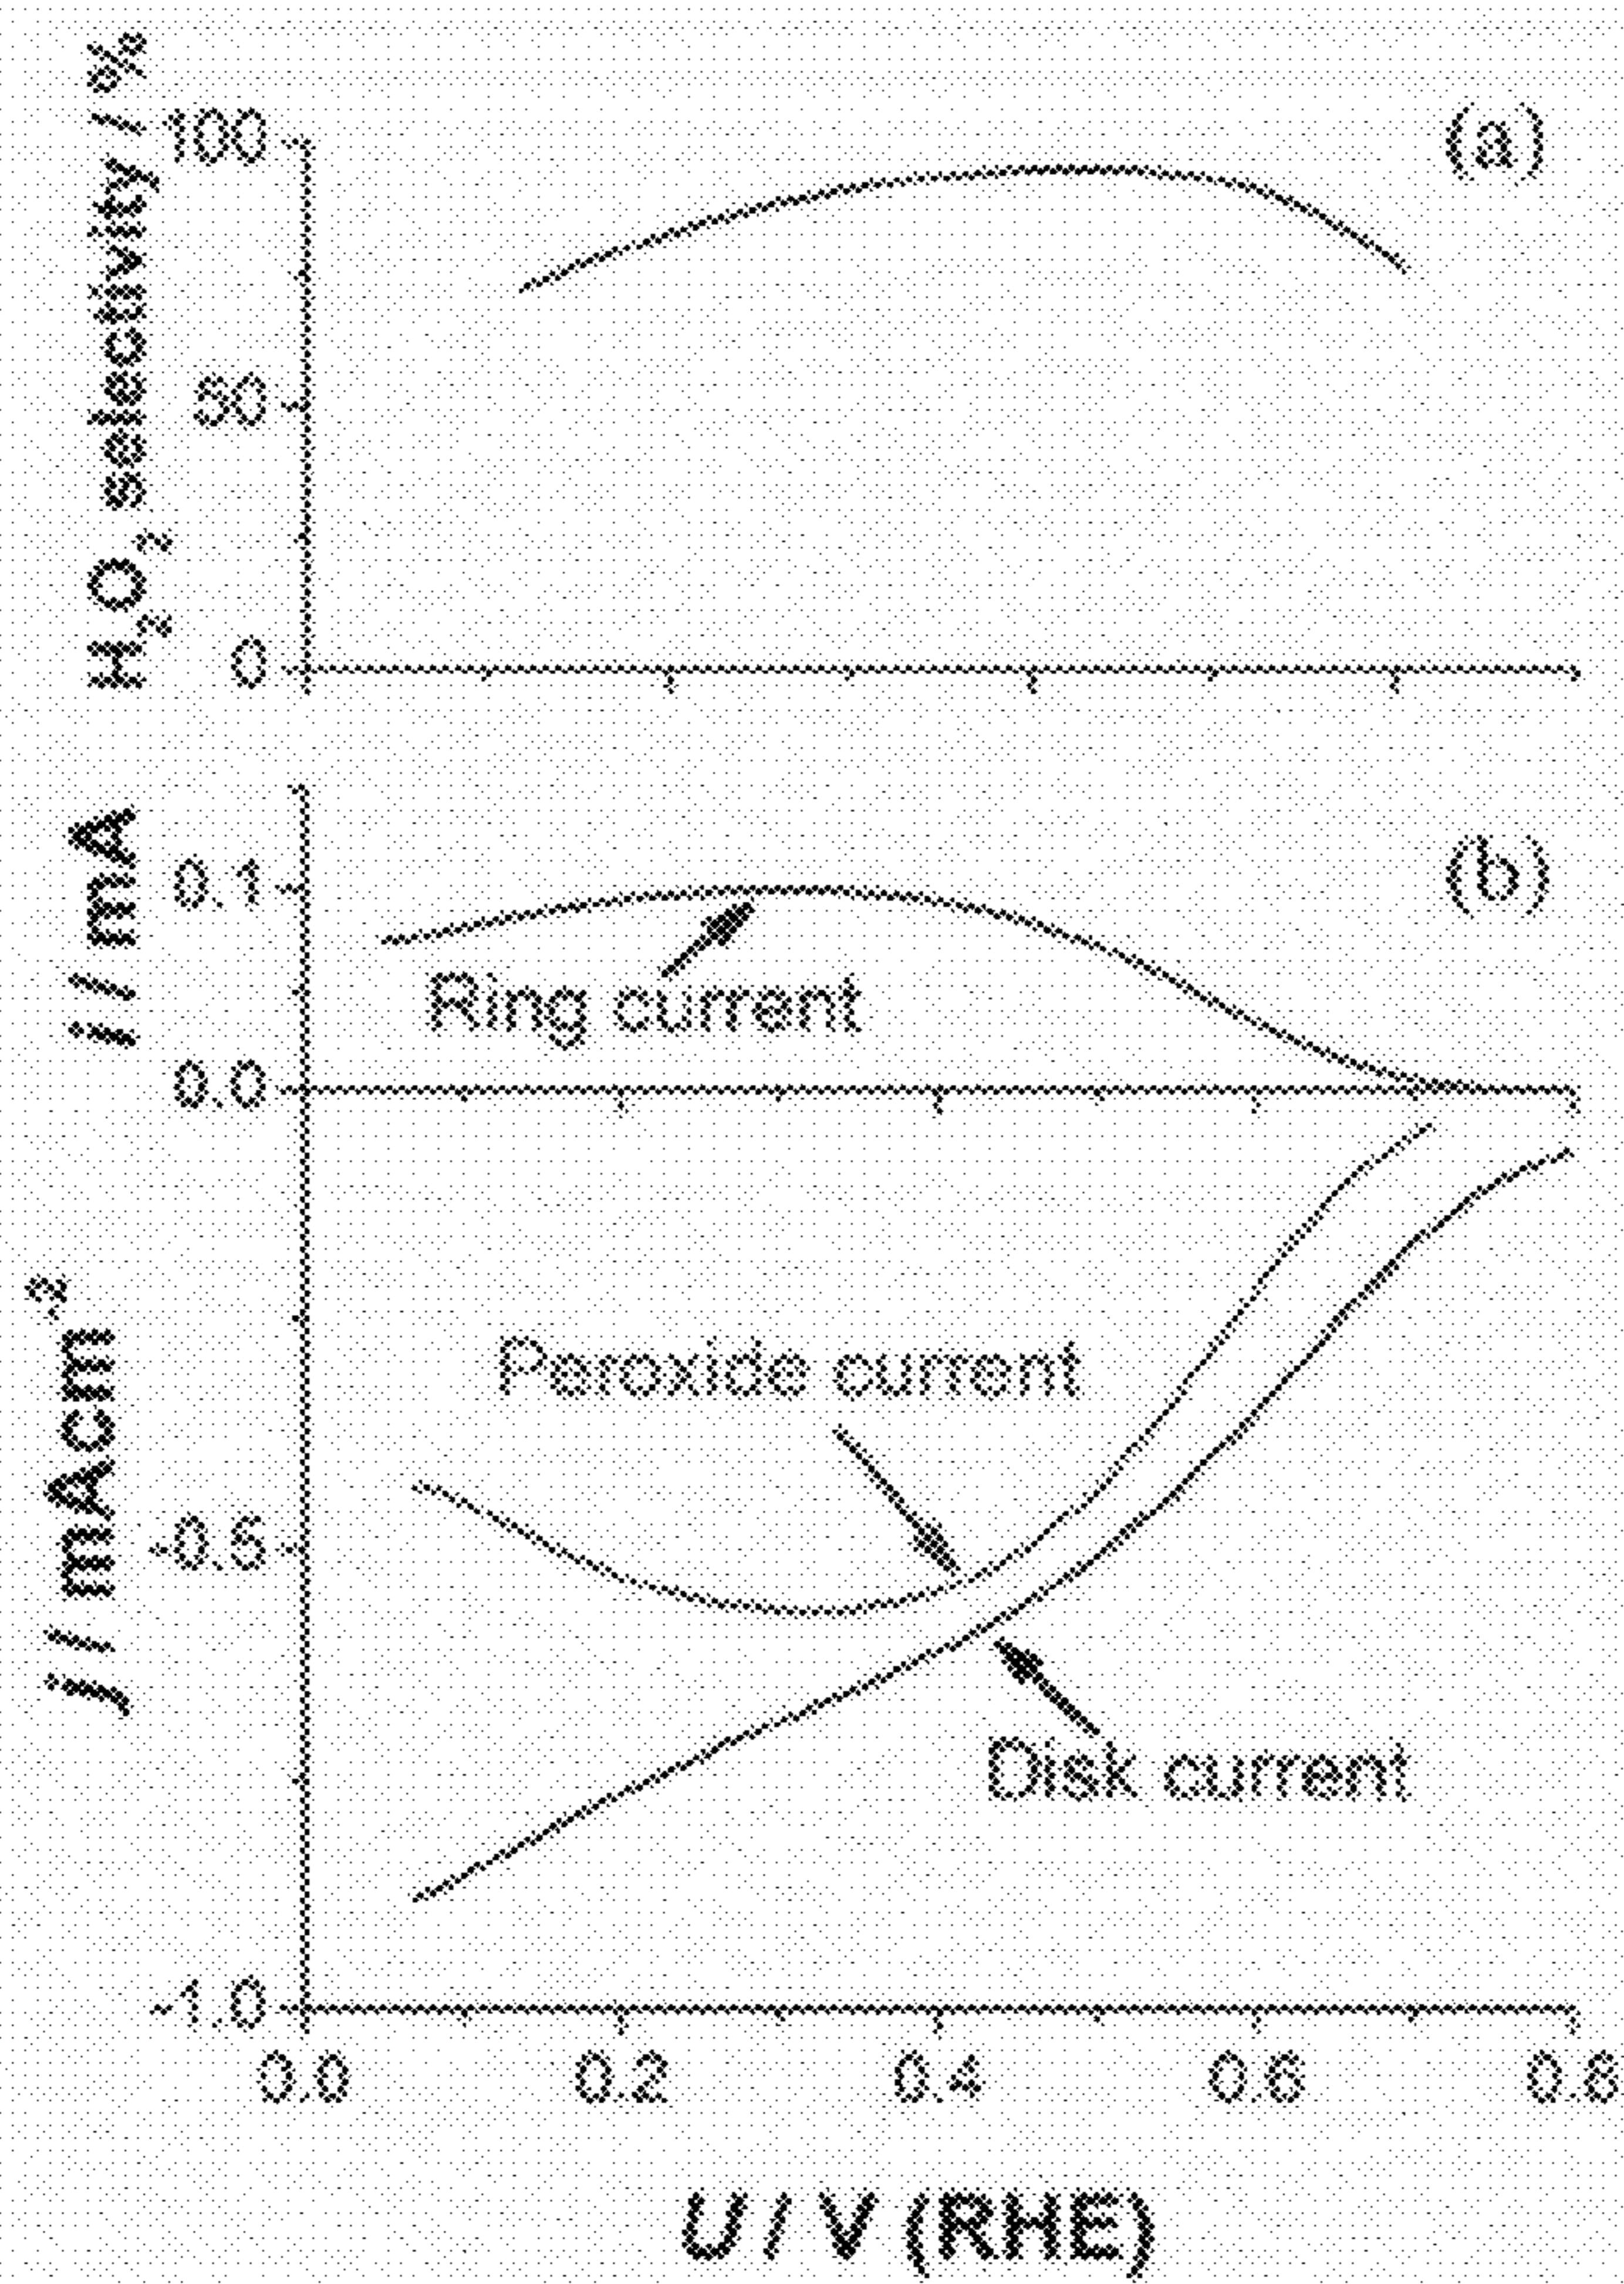 H₂O₂ selectivity / %
100
50
0
(a)
i / mA
0.1
0.0
(b)
Ring current
j / mAcm⁻²
Peroxide current
-0.5
Disk current
-1.0
0.0 0.2 0.4 0.6 0.8
U / V (RHE)